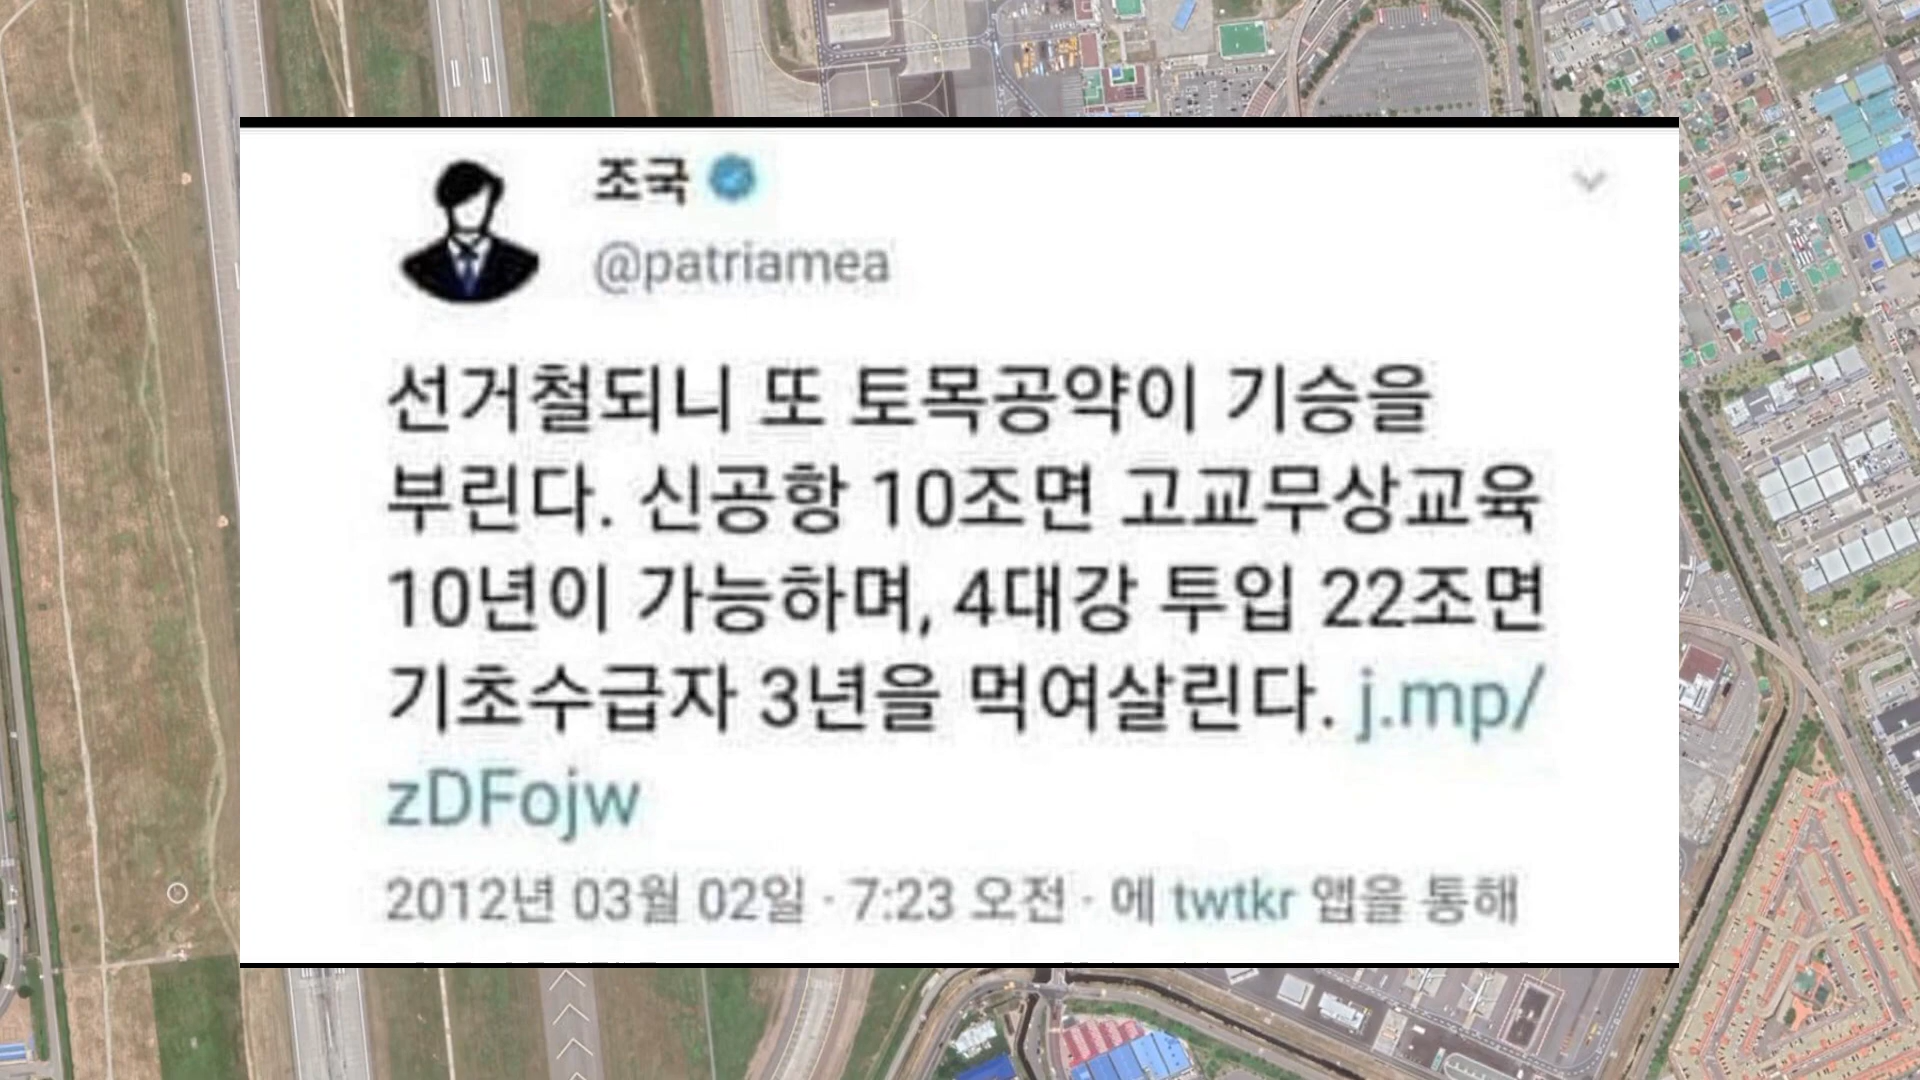 조국
@patriamea
선거철되니 또 토목공약이 기승을
부린다. 신공항 10조면 고교무상교육
10년이 가능하며, 4대강 투입 22조면
기초수급자 3년을 먹여살린다. j.mp/
zDFojw
2012년 03월 02일 · 7:23 오전 · 에 twtkr 앱을 통해